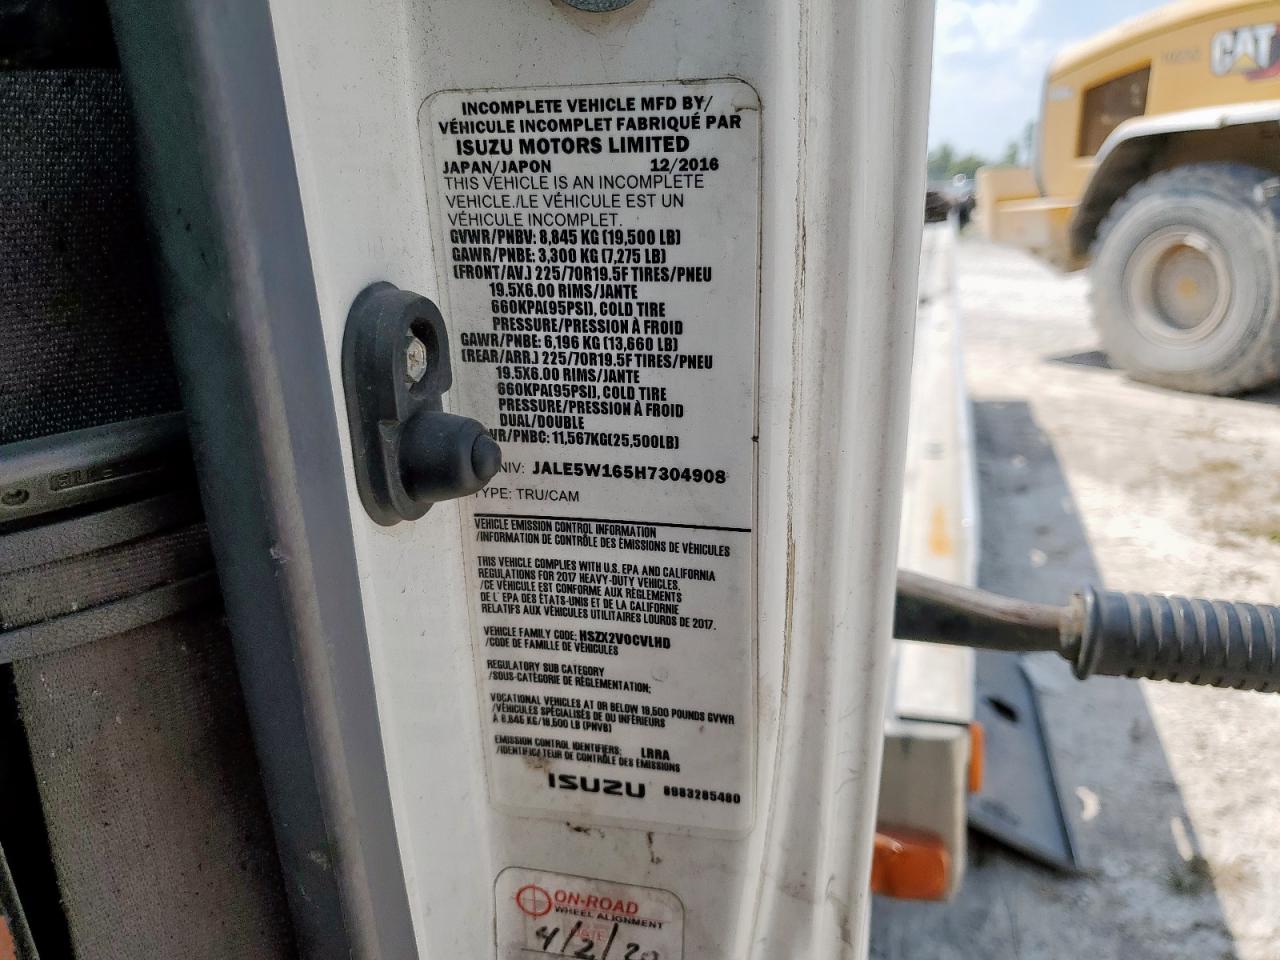 INCOMPLETE VEHICLE MFD BY/
VÉHICULE INCOMPLET FABRIQUÉ PAR
ISUZU MOTORS LIMITED
JAPAN/JAPON 12/2016
THIS VEHICLE IS AN INCOMPLETE
VEHICLE./LE VÉHICULE EST UN
VÉHICULE INCOMPLET.
GVWR/PNBV: 8,845 KG (19,500 LB)
GAWR/PNBE: 3,300 KG (7,275 LB)
(FRONT/AV.) 225/70R19.5F TIRES/PNEU
19.5X6.00 RIMS/JANTE
660KPA(95PSI), COLD TIRE
PRESSURE/PRESSION À FROID
GAWR/PNBE: 6,196 KG (13,660 LB)
(REAR/ARR.) 225/70R19.5F TIRES/PNEU
19.5X6.00 RIMS/JANTE
660KPA(95PSI), COLD TIRE
PRESSURE/PRESSION À FROID
DUAL/DOUBLE
WR/PNBC: 11,567KG(25,500LB)
NIV: JALE5W165H7304908
TYPE: TRU/CAM
VEHICLE EMISSION CONTROL INFORMATION
/INFORMATION DE CONTRÔLE DES ÉMISSIONS DE VÉHICULES
THIS VEHICLE COMPLIES WITH U.S. EPA AND CALIFORNIA
REGULATIONS FOR 2017 HEAVY-DUTY VEHICLES.
/CE VÉHICULE EST CONFORME AUX RÈGLEMENTS
DE L' EPA DES ÉTATS-UNIS ET DE LA CALIFORNIE
RELATIFS AUX VÉHICULES UTILITAIRES LOURDS DE 2017.
VEHICLE FAMILY CODE: HSZX2VOCVLHD
/CODE DE FAMILLE DE VÉHICULES
REGULATORY SUB CATEGORY
/SOUS-CATÉGORIE DE RÉGLEMENTATION:
VOCATIONAL VEHICLES AT OR BELOW 19,500 POUNDS GVWR
/VÉHICULES SPÉCIALISÉS DE OU INFÉRIEURS
À 8,845 KG/19,500 LB (PNVB)
EMISSION CONTROL IDENTIFIERS: LRRA
/IDENTIFICATEUR DE CONTRÔLE DES ÉMISSIONS
ISUZU 8983285480
ON-ROAD
WHEEL ALIGNMENT
DATE
4/2/20
CAT